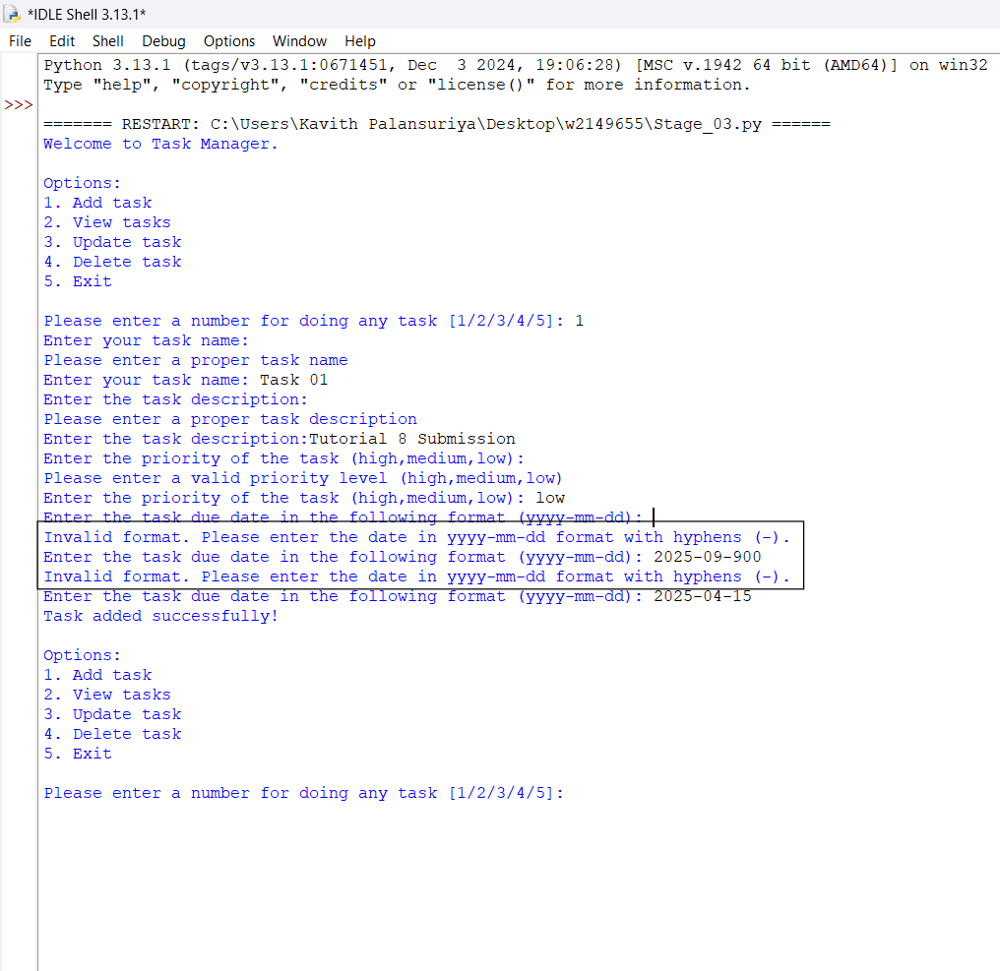 *IDLE Shell 3.13.1*
File Edit Shell Debug Options Window Help
Python 3.13.1 (tags/v3.13.1:0671451, Dec  3 2024, 19:06:28) [MSC v.1942 64 bit (AMD64)] on win32
Type "help", "copyright", "credits" or "license()" for more information.
>>>
======= RESTART: C:\Users\Kavith Palansuriya\Desktop\w2149655\Stage_03.py ======
Welcome to Task Manager.
Options:
1. Add task
2. View tasks
3. Update task
4. Delete task
5. Exit
Please enter a number for doing any task [1/2/3/4/5]: 1
Enter your task name:
Please enter a proper task name
Enter your task name: Task 01
Enter the task description:
Please enter a proper task description
Enter the task description:Tutorial 8 Submission
Enter the priority of the task (high,medium,low):
Please enter a valid priority level (high,medium,low)
Enter the priority of the task (high,medium,low): low
Enter the task due date in the following format (yyyy-mm-dd):
Invalid format. Please enter the date in yyyy-mm-dd format with hyphens (-).
Enter the task due date in the following format (yyyy-mm-dd): 2025-09-900
Invalid format. Please enter the date in yyyy-mm-dd format with hyphens (-).
Enter the task due date in the following format (yyyy-mm-dd): 2025-04-15
Task added successfully!
Options:
1. Add task
2. View tasks
3. Update task
4. Delete task
5. Exit
Please enter a number for doing any task [1/2/3/4/5]: